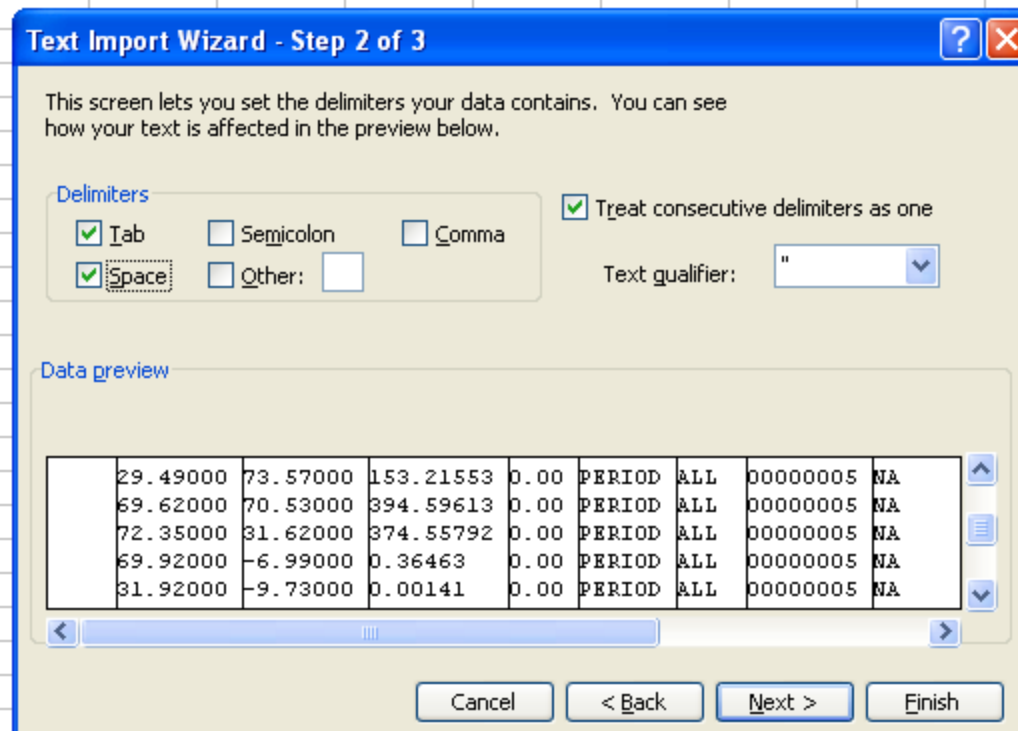 Text Import Wizard - Step 2 of 3
This screen lets you set the delimiters your data contains. You can see
how your text is affected in the preview below.
Delimiters
Tab Semicolon Comma
Space Other:
Treat consecutive delimiters as one
Text qualifier: "
Data preview
29.49000 73.57000 153.21553 0.00 PERIOD ALL 00000005 NA
69.62000 70.53000 394.59613 0.00 PERIOD ALL 00000005 NA
72.35000 31.62000 374.55792 0.00 PERIOD ALL 00000005 NA
69.92000 -6.99000 0.36463 0.00 PERIOD ALL 00000005 NA
31.92000 -9.73000 0.00141 0.00 PERIOD ALL 00000005 NA
Cancel < Back Next > Finish